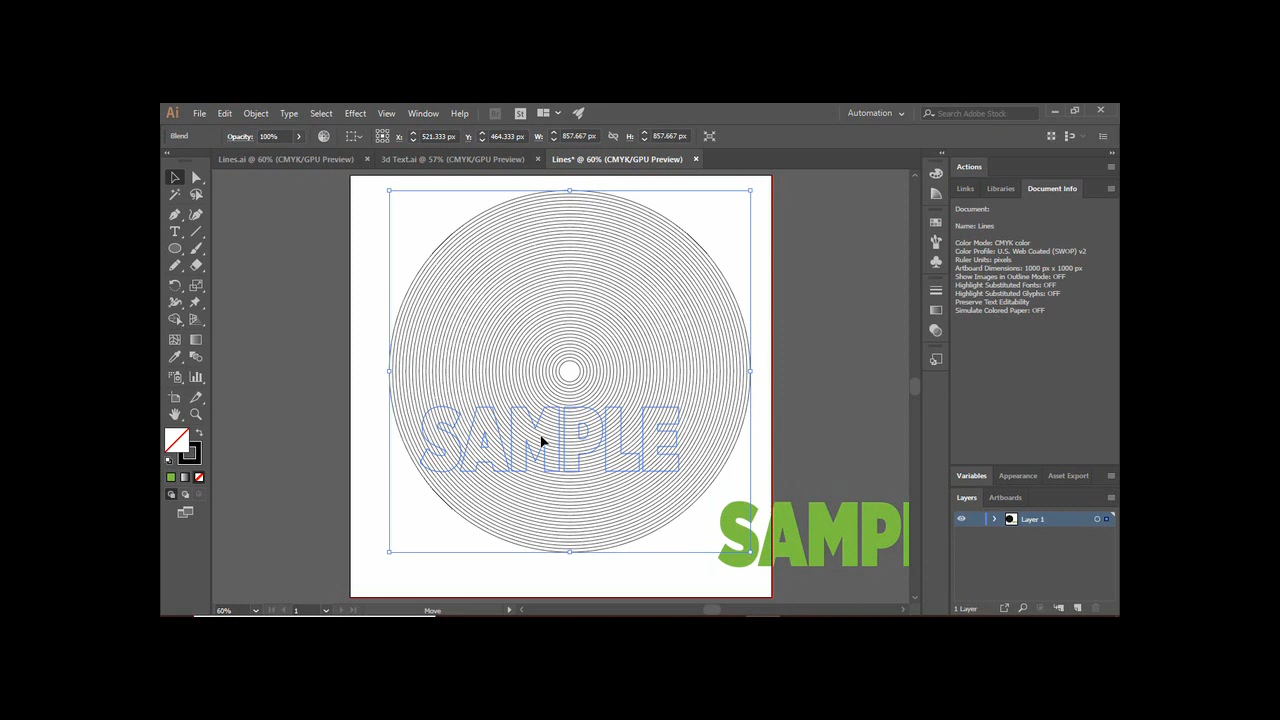 Ai File Edit Object Type Select Effect View Window Help Br St Automation Search Adobe Stock
Blend Opacity: 100% X: 521.333 px Y: 464.333 px W: 857.667 px H: 857.667 px
Lines.ai @ 60% (CMYK/GPU Preview) × 3d Text.ai @ 57% (CMYK/GPU Preview) × Lines* @ 60% (CMYK/GPU Preview) ×
Actions
Links Libraries Document Info
Document:
Name: Lines
Color Mode: CMYK color
Color Profile: U.S. Web Coated (SWOP) v2
Ruler Units: pixels
Artboard Dimensions: 1000 px x 1000 px
Show Images in Outline Mode: OFF
Highlight Substituted Fonts: OFF
Highlight Substituted Glyphs: OFF
Preserve Text Editability
Simulate Colored Paper: OFF
SAMPLE
SAMPL
Variables Appearance Asset Export
Layers Artboards
Layer 1
1 Layer
60% 1 Move